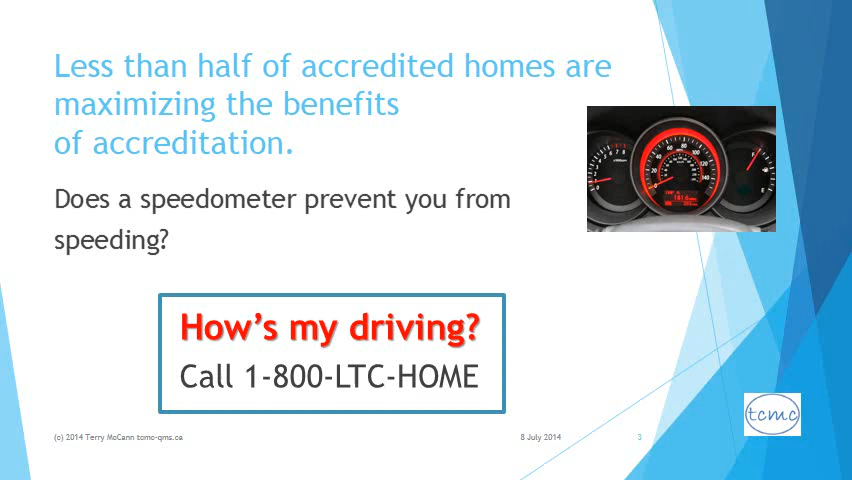 Less than half of accredited homes are
maximizing the benefits
of accreditation.
Does a speedometer prevent you from
speeding?
How's my driving?
Call 1-800-LTC-HOME
tcmc
(c) 2014 Terry McCann tcmc-qms.ca
8 July 2014
3